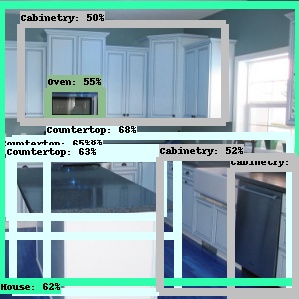 Cabinetry: 50%
Oven: 55%
Countertop: 68%
Countertop: 63%
Cabinetry: 52%
Cabinetry:
House: 62%